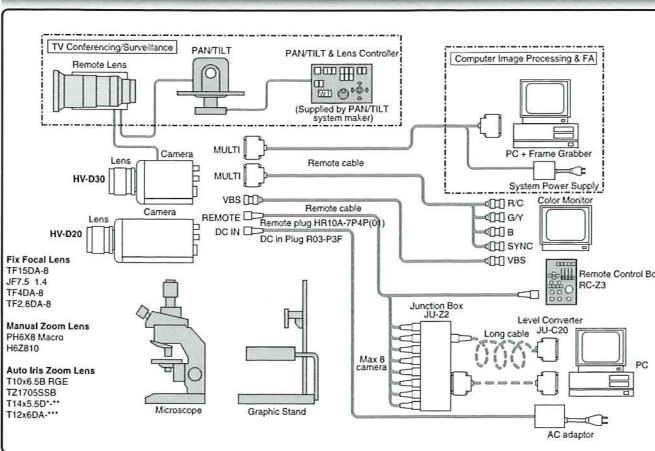 TV Conferencing/Surveillance
PAN/TILT
PAN/TILT & Lens Controller
Remote Lens
(Supplied by PAN/TILT
system maker)
Computer Image Processing & FA
PC + Frame Grabber
System Power Supply
Lens
Camera
HV-D30
MULTI
Remote cable
MULTI
VBS
Remote cable
REMOTE
Remote plug HR10A-7P4P(01)
DC IN
DC in Plug R03-P3F
Lens
Camera
HV-D20
R/C
G/Y
B
SYNC
VBS
Color Monitor
Remote Control Bo
RC-Z3
Fix Focal Lens
TF15DA-8
JF7.5 1.4
TF4DA-8
TF2.8DA-8
Manual Zoom Lens
PH6X8 Macro
H6Z810
Auto Iris Zoom Lens
T10x6.5B RGE
TZ1705SSB
T14x5.5D*-**
T12x6DA-***
Microscope
Graphic Stand
Junction Box
JU-Z2
Max 8
camera
Long cable
Level Converter
JU-C20
PC
AC adaptor